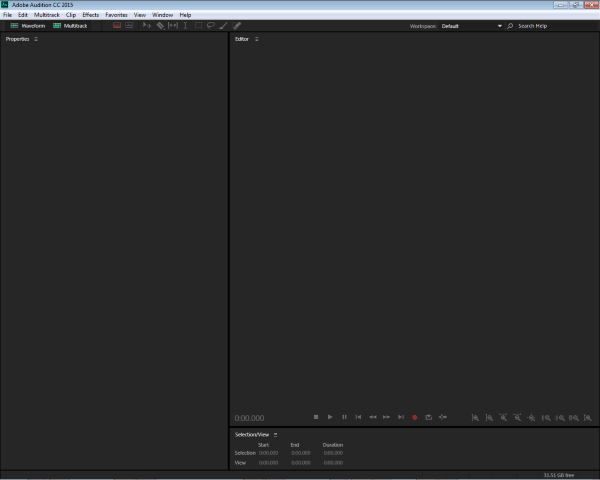 Au Adobe Audition CC 2015
File Edit Multitrack Clip Effects Favorites View Window Help
Waveform Multitrack Workspace: Default Search Help
Properties Editor
0:00.000
Selection/View
Start End Duration
Selection 0:00.000 0:00.000 0:00.000
View 0:00.000 0:00.000 0:00.000
33.51 GB free